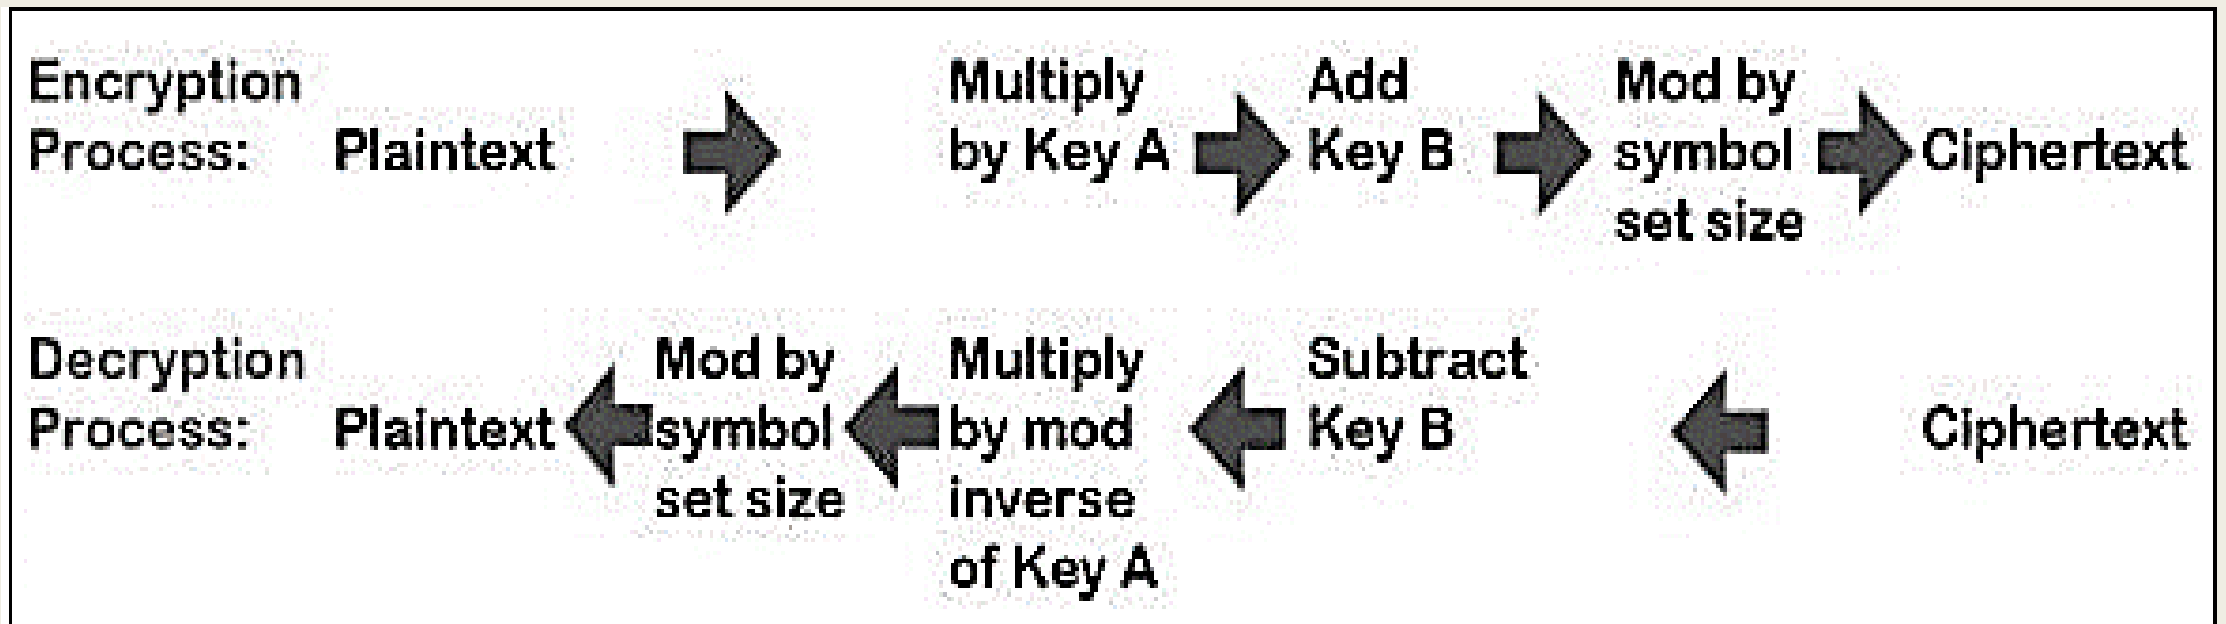 Encryption Multiply Add Mod by
Process: Plaintext by Key A Key B symbol Ciphertext
set size
Decryption Mod by Multiply Subtract
Process: Plaintext symbol by mod Key B Ciphertext
set size inverse
of Key A